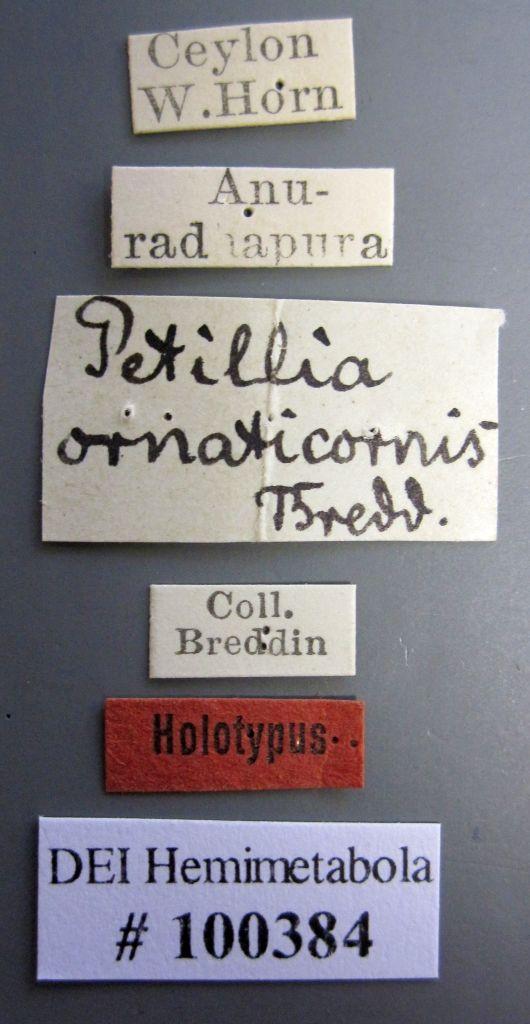 Ceylon
W.Horn
Anu-
radhapura
Petillia
ornaticornis
Bredd.
Coll.
Breddin
Holotypus
DEI Hemimetabola
# 100384